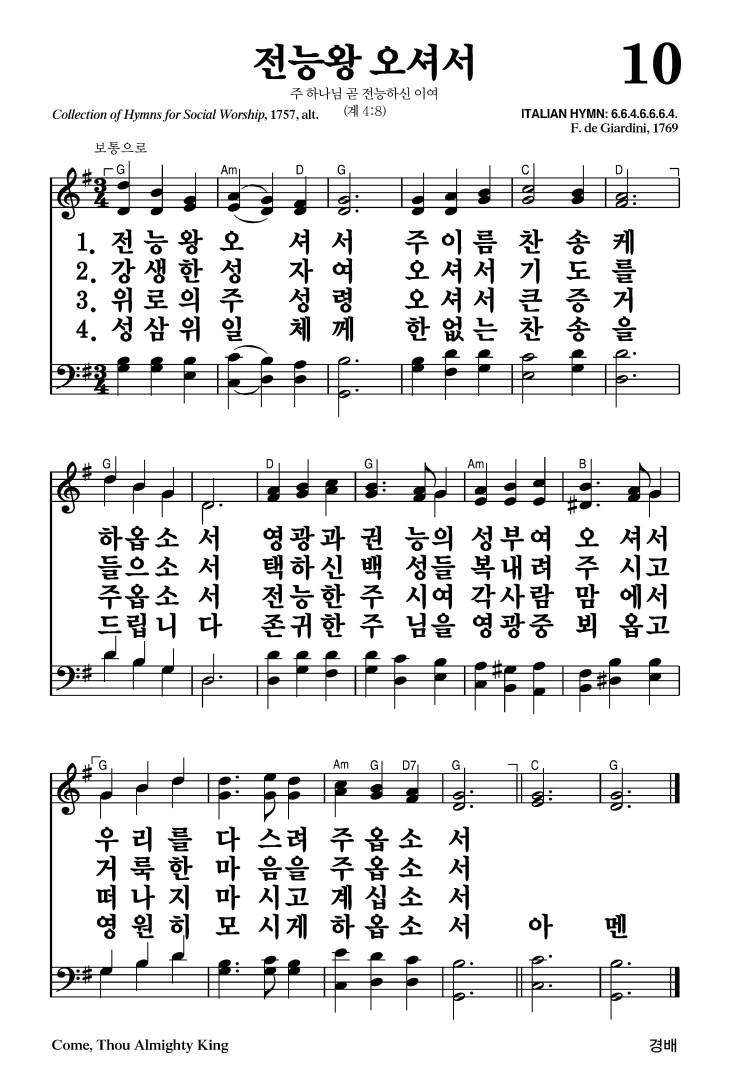 전능왕 오셔서
10
주 하나님 곧 전능하신 이여
(계 4:8)
Collection of Hymns for Social Worship, 1757, alt.
ITALIAN HYMN: 6.6.4.6.6.6.4.
F. de Giardini, 1769
보통으로
G Am D G C D
1. 전 능 왕 오 셔 서 주 이 름 찬 송 케
2. 강 생 한 성 자 여 오 셔 서 기 도 를
3. 위 로 의 주 성 령 오 셔 서 큰 증 거
4. 성 삼 위 일 체 께 한 없 는 찬 송 을
G D G Am B
하 옵 소 서 영 광 과 권 능 의 성 부 여 오 셔 서
들 으 소 서 택 하 신 백 성 들 복 내 려 주 시 고
주 옵 소 서 전 능 한 주 시 여 각 사 람 맘 에 서
드 립 니 다 존 귀 한 주 님 을 영 광 중 뵈 옵 고
G Am G D7 G C G
우 리 를 다 스 려 주 옵 소 서
거 룩 한 마 음 을 주 옵 소 서
떠 나 지 마 시 고 계 십 소 서
영 원 히 모 시 게 하 옵 소 서 아 멘
Come, Thou Almighty King
경배